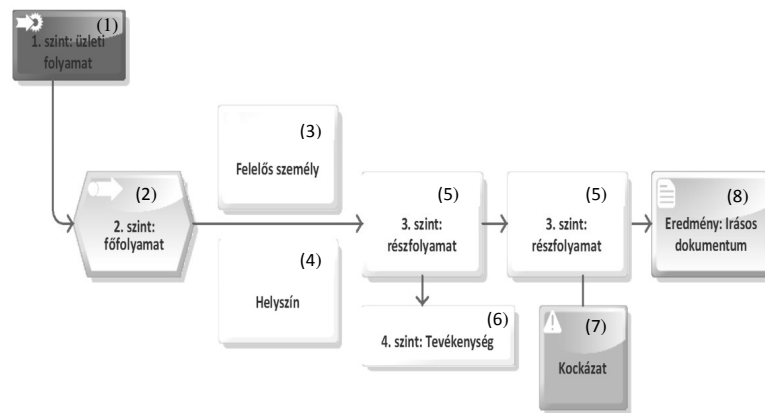 (1)
1. szint: üzleti
folyamat
(2)
2. szint:
főfolyamat
(3)
Felelős személy
(4)
Helyszín
(5)
3. szint:
részfolyamat
(5)
3. szint:
részfolyamat
(6)
4. szint: Tevékenység
(7)
Kockázat
(8)
Eredmény: Irásos
dokumentum